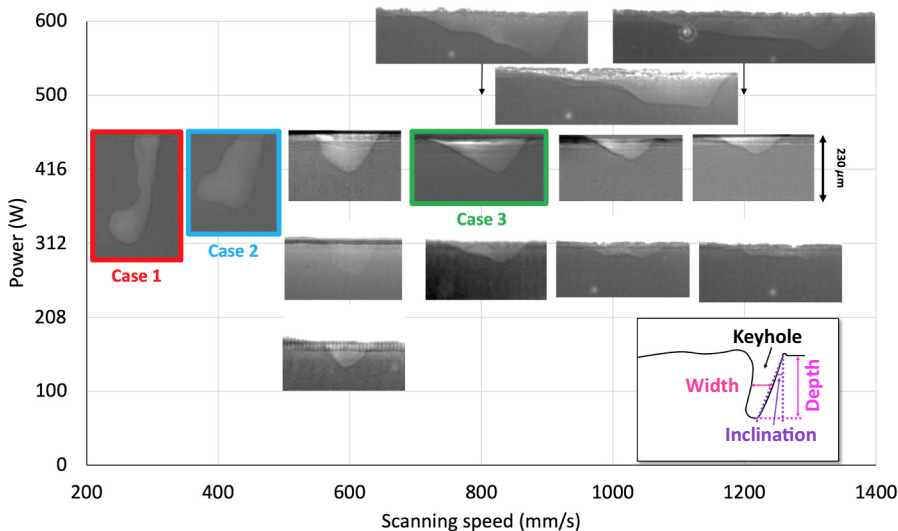 600
500
416
312
208
100
0
Power (W)
200
400
600
800
1000
1200
1400
Scanning speed (mm/s)
Case 1
Case 2
Case 3
230 µm
Keyhole
Width
Depth
Inclination